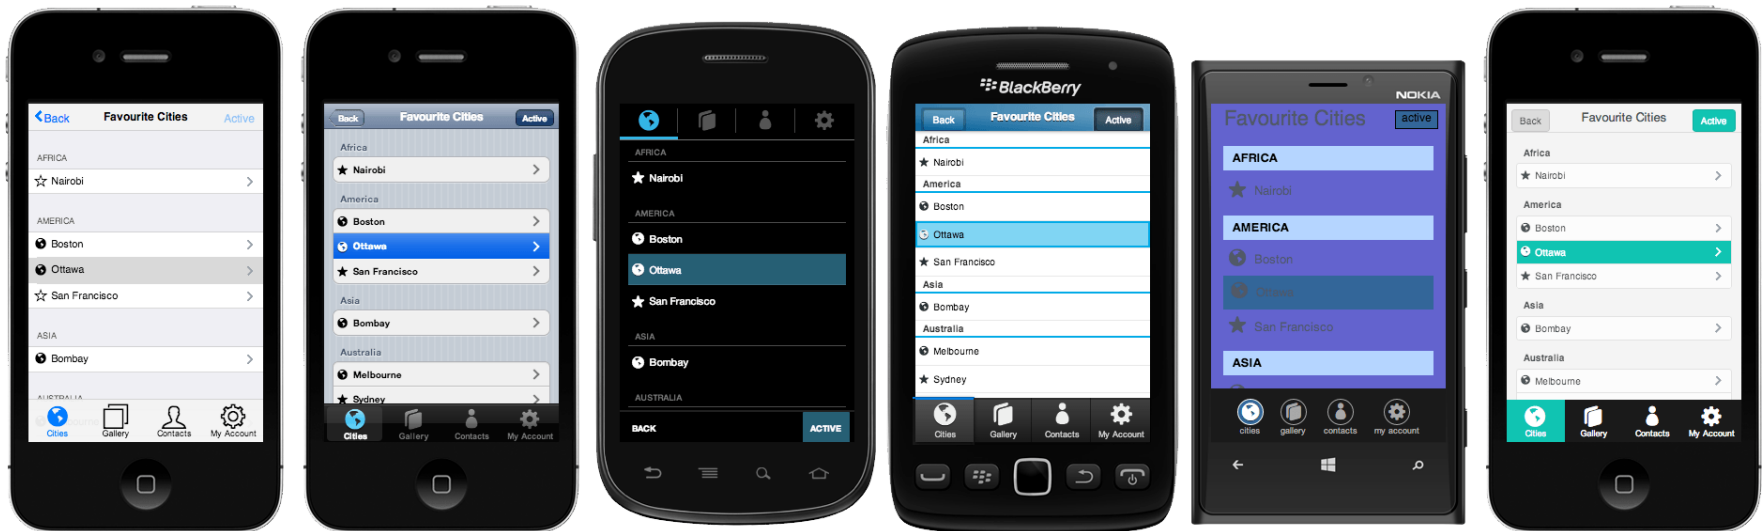 Back Favourite Cities Active
AFRICA
Nairobi
AMERICA
Boston
Ottawa
San Francisco
ASIA
Bombay
AUSTRALIA
Cities Gallery Contacts My Account
Back Favourite Cities Active
Africa
Nairobi
America
Boston
Ottawa
San Francisco
Asia
Bombay
Australia
Melbourne
Sydney
Cities Gallery Contacts My Account
AFRICA
Nairobi
AMERICA
Boston
Ottawa
San Francisco
ASIA
Bombay
AUSTRALIA
BACK ACTIVE
BlackBerry
Back Favourite Cities Active
Africa
Nairobi
America
Boston
Ottawa
San Francisco
Asia
Bombay
Australia
Melbourne
Sydney
Cities Gallery Contacts My Account
NOKIA
Favourite Cities active
AFRICA
Nairobi
AMERICA
Boston
Ottawa
San Francisco
ASIA
cities gallery contacts my account
Back Favourite Cities Active
Africa
Nairobi
America
Boston
Ottawa
San Francisco
Asia
Bombay
Australia
Melbourne
Cities Gallery Contacts My Account